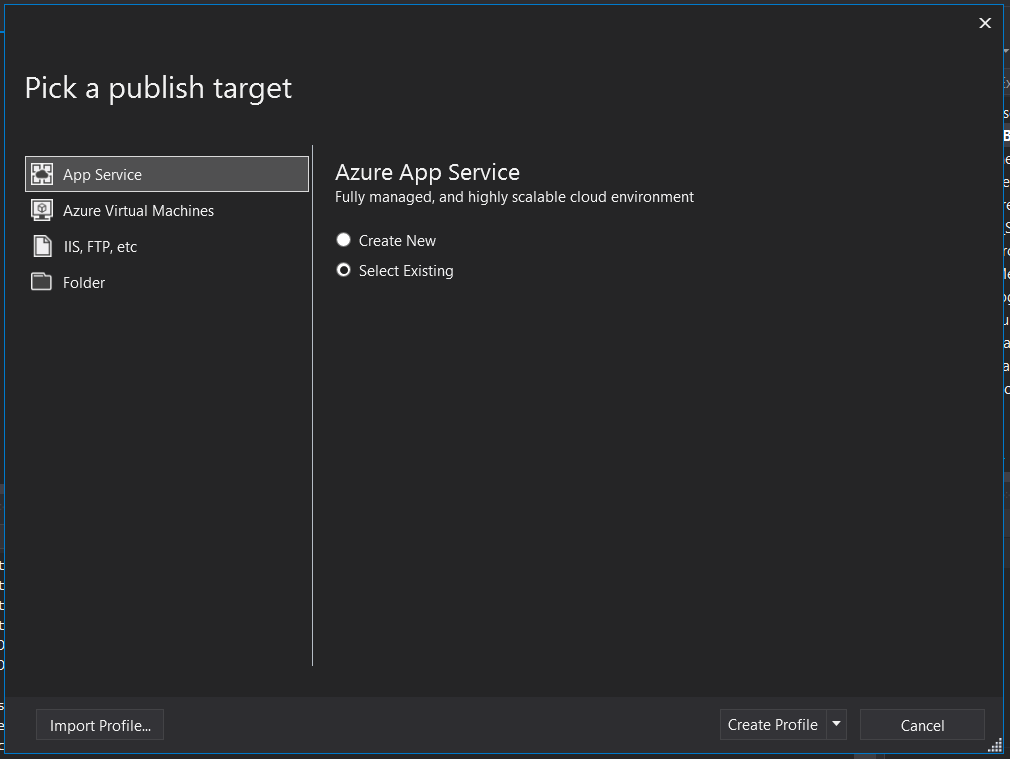 Pick a publish target
App Service
Azure Virtual Machines
IIS, FTP, etc
Folder
Azure App Service
Fully managed, and highly scalable cloud environment
Create New
Select Existing
Import Profile...
Create Profile
Cancel